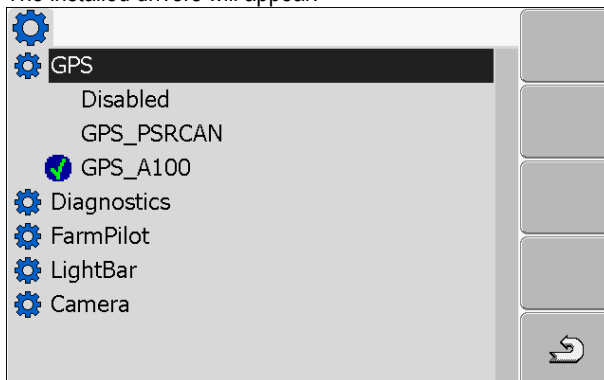 The installed drivers will appear:
GPS
Disabled
GPS_PSRCAN
GPS_A100
Diagnostics
FarmPilot
LightBar
Camera